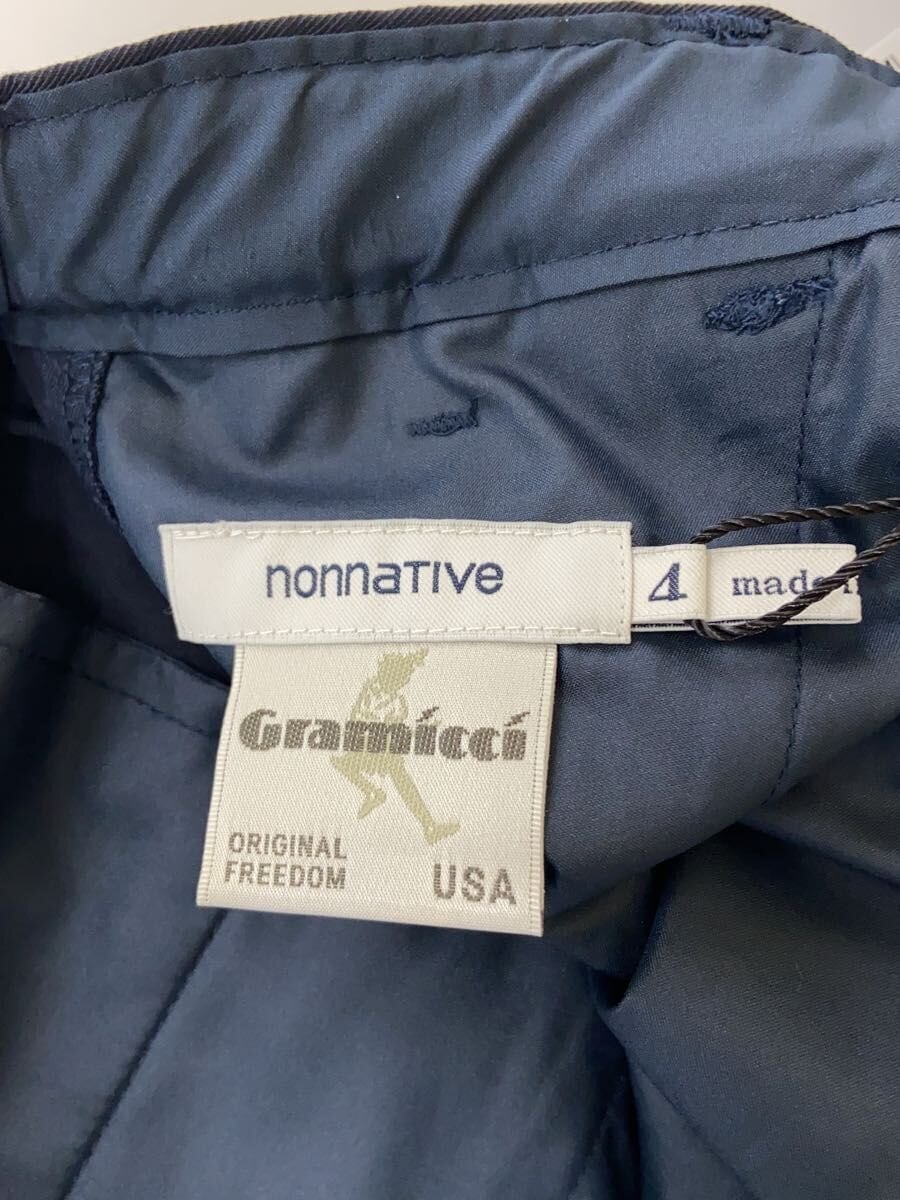 nonnative
4
made
Gramicci
ORIGINAL
FREEDOM
USA